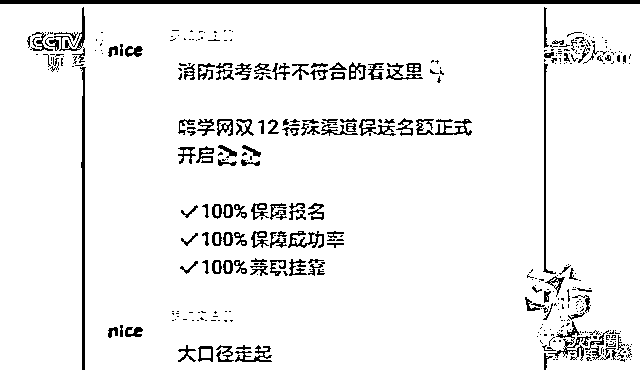 CCTV
财经
nice
消防报考条件不符合的看这里
嗨学网双12特殊渠道保送名额正式
开启
✓100%保障报名
✓100%保障成功率
✓100%兼职挂靠
nice
大口径走起